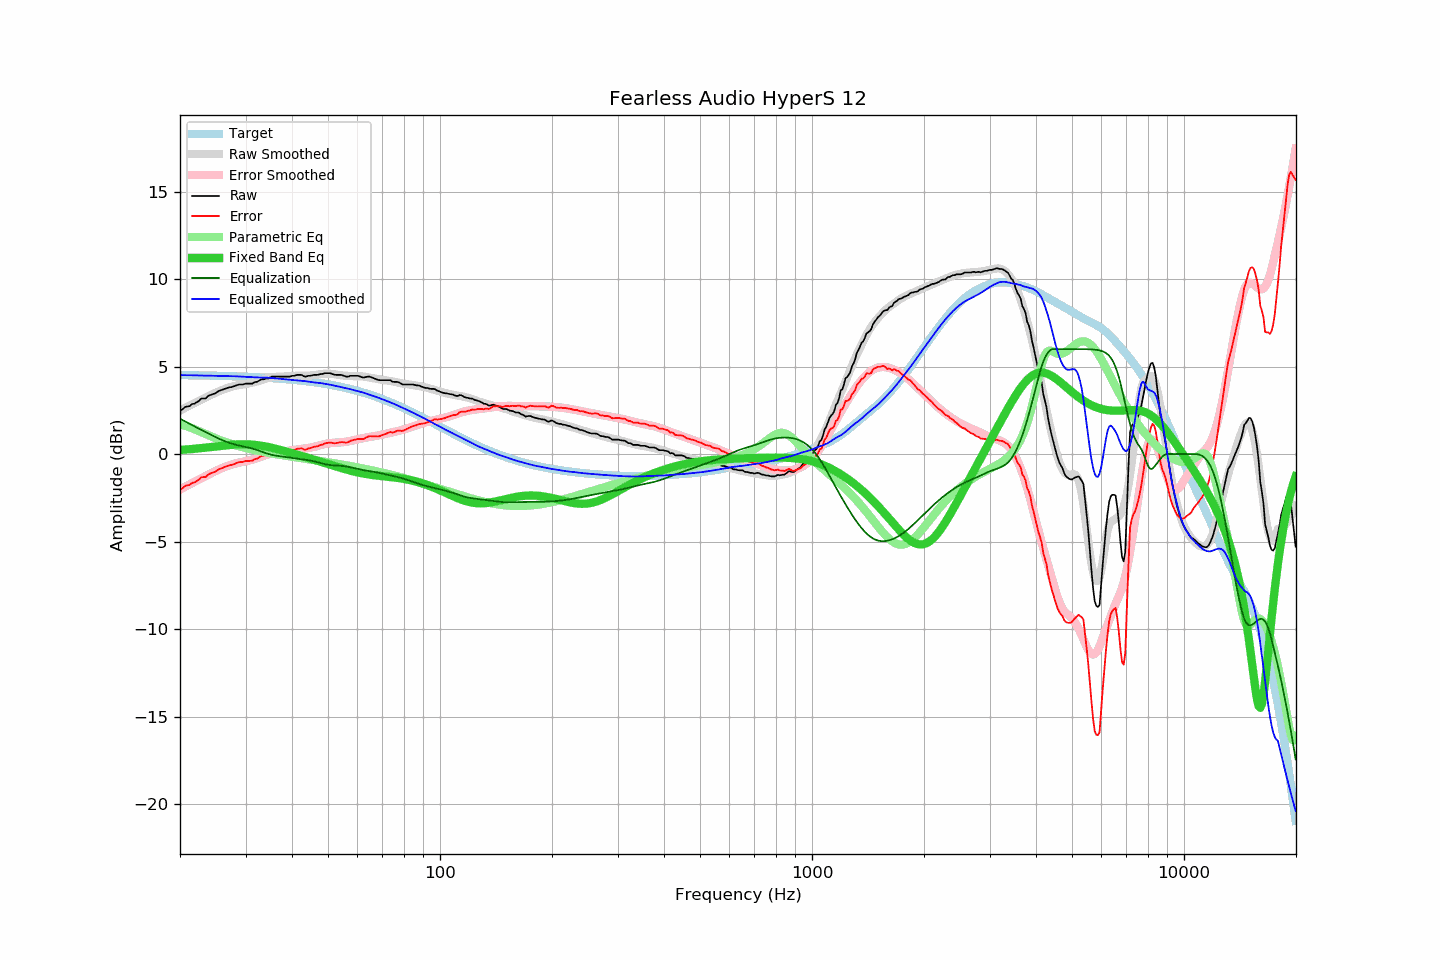 Fearless Audio HyperS 12
Target
Raw Smoothed
Error Smoothed
Raw
Error
Parametric Eq
Fixed Band Eq
Equalization
Equalized smoothed
15
10
5
0
−5
−10
−15
−20
Amplitude (dBr)
100
1000
10000
Frequency (Hz)